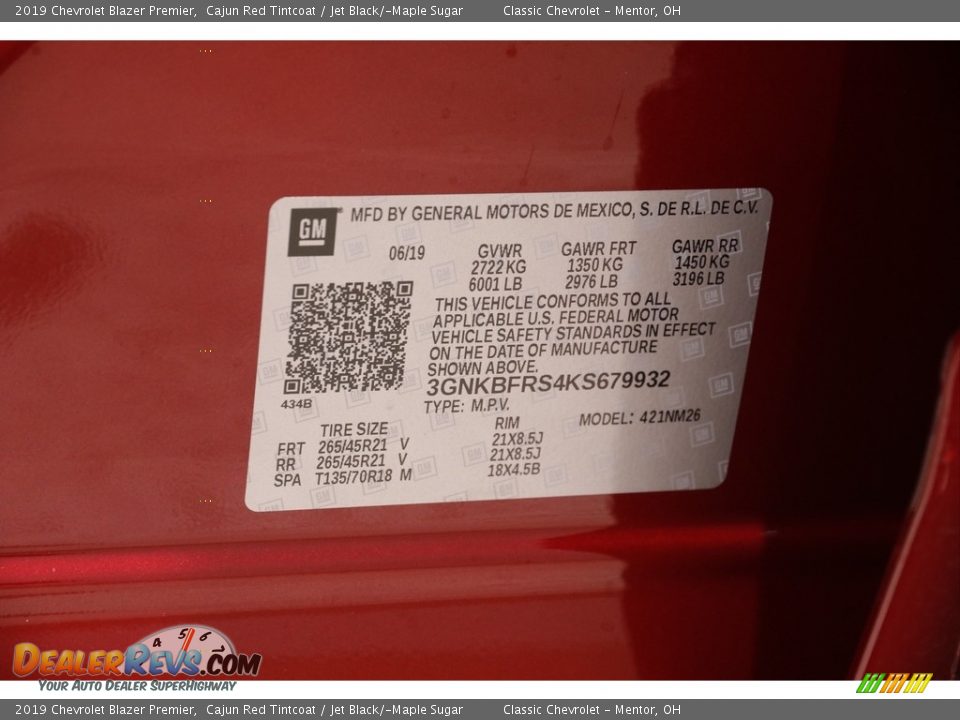 2019 Chevrolet Blazer Premier,  Cajun Red Tintcoat / Jet Black/­Maple Sugar          Classic Chevrolet - Mentor, OH
GM MFD BY GENERAL MOTORS DE MEXICO, S. DE R.L. DE C.V.
06/19 GVWR GAWR FRT GAWR RR
2722 KG 1350 KG 1450 KG
6001 LB 2976 LB 3196 LB
THIS VEHICLE CONFORMS TO ALL
APPLICABLE U.S. FEDERAL MOTOR
VEHICLE SAFETY STANDARDS IN EFFECT
ON THE DATE OF MANUFACTURE
SHOWN ABOVE.
3GNKBFRS4KS679932
434B
TYPE: M.P.V. MODEL: 421NM26
TIRE SIZE RIM
FRT 265/45R21 V 21X8.5J
RR 265/45R21 V 21X8.5J
SPA T135/70R18 M 18X4.5B
4 5 6
DEALERREVS.COM
YOUR AUTO DEALER SUPERHIGHWAY
2019 Chevrolet Blazer Premier,  Cajun Red Tintcoat / Jet Black/­Maple Sugar          Classic Chevrolet - Mentor, OH